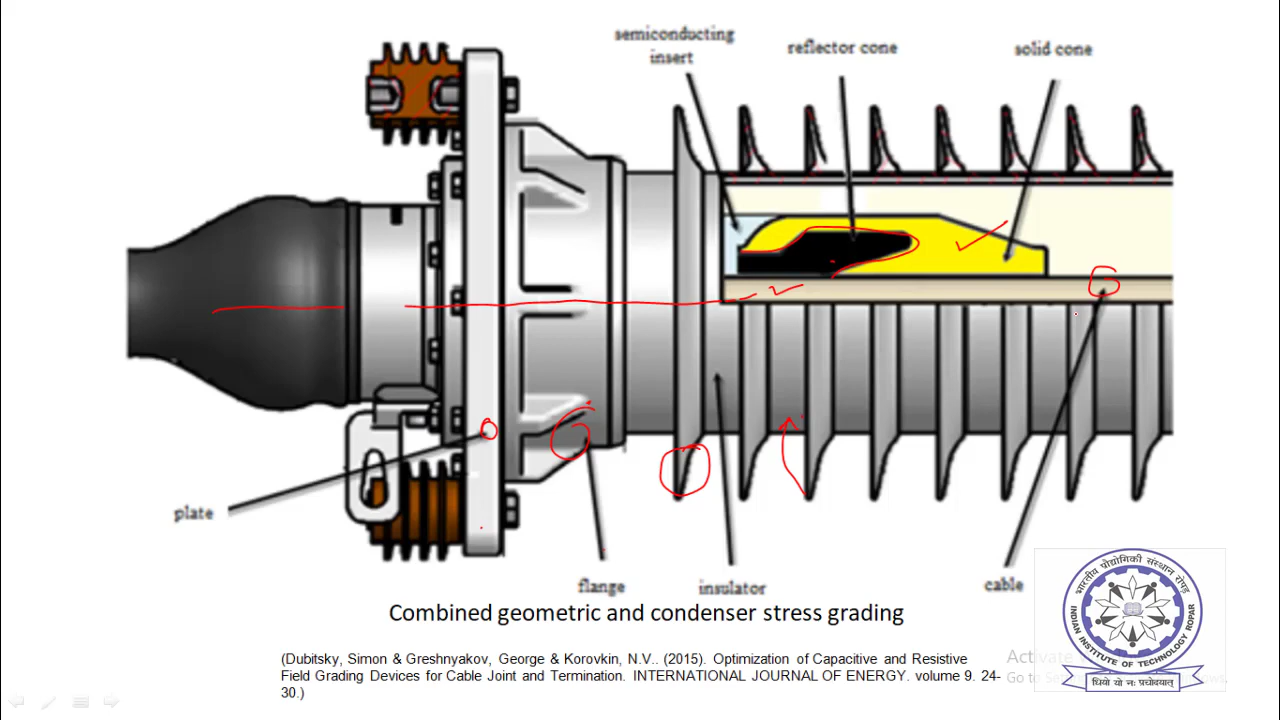 semiconducting
insert
reflector cone
solid cone
plate
flange
insulator
cable
Combined geometric and condenser stress grading
(Dubitsky, Simon & Greshnyakov, George & Korovkin, N.V.. (2015). Optimization of Capacitive and Resistive
Field Grading Devices for Cable Joint and Termination. INTERNATIONAL JOURNAL OF ENERGY. volume 9. 24-
30.)
भारतीय प्रौद्योगिकी संस्थान रोपड़
INDIAN INSTITUTE OF TECHNOLOGY ROPAR
धियो यो नः प्रचोदयात्